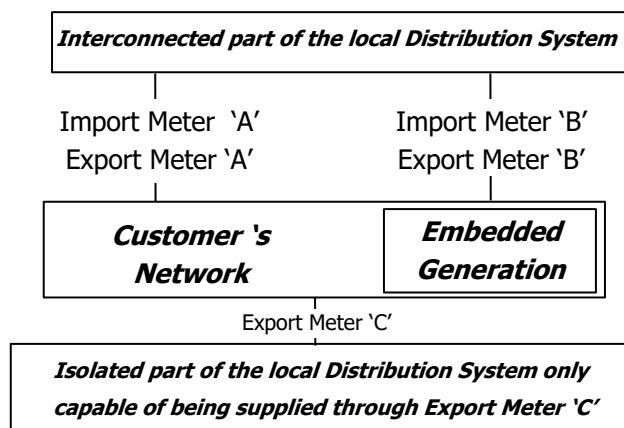 Interconnected part of the local Distribution System
Import Meter ‘A’
Export Meter ‘A’
Import Meter ‘B’
Export Meter ‘B’
Customer ‘s
Network
Embedded
Generation
Export Meter ‘C’
Isolated part of the local Distribution System only
capable of being supplied through Export Meter ‘C’